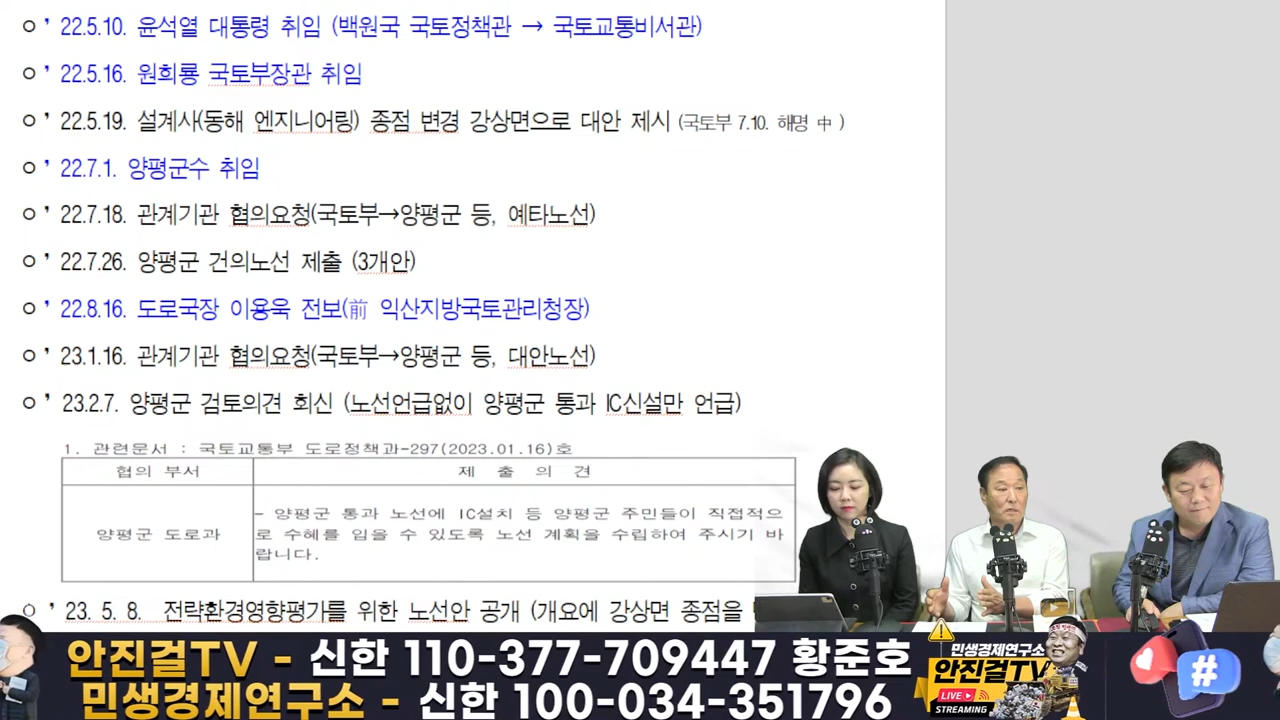 ○ ’ 22.5.10. 윤석열 대통령 취임 (백원국 국토정책관 → 국토교통비서관)
○ ’ 22.5.16. 원희룡 국토부장관 취임
○ ’ 22.5.19. 설계사(동해 엔지니어링) 종점 변경 강상면으로 대안 제시 (국토부 7.10. 해명 中 )
○ ’ 22.7.1. 양평군수 취임
○ ’ 22.7.18. 관계기관 협의요청(국토부→양평군 등, 예타노선)
○ ’ 22.7.26. 양평군 건의노선 제출 (3개안)
○ ’ 22.8.16. 도로국장 이용욱 전보(前 익산지방국토관리청장)
○ ’ 23.1.16. 관계기관 협의요청(국토부→양평군 등, 대안노선)
○ ’ 23.2.7. 양평군 검토의견 회신 (노선언급없이 양평군 통과 IC신설만 언급)
1. 관련문서 : 국토교통부 도로정책과-297(2023.01.16)호
협의 부서 제 출 의 견
- 양평군 통과 노선에 IC설치 등 양평군 주민들이 직접적으
양평군 도로과 로 수혜를 입을 수 있도록 노선 계획을 수립하여 주시기 바
랍니다.
○ ’ 23. 5. 8. 전략환경영향평가를 위한 노선안 공개 (개요에 강상면 종점을
안진걸TV - 신한 110-377-709447 황준호
민생경제연구소 - 신한 100-034-351796
민생경제연구소
안진걸TV
LIVE
STREAMING
#